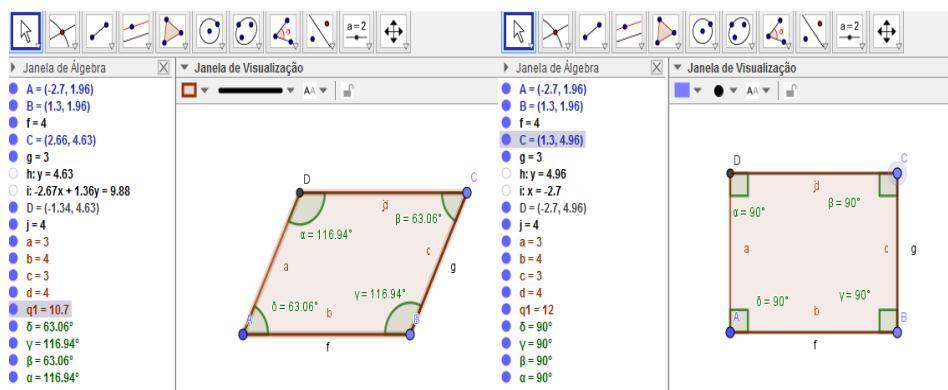 a=2
Janela de Álgebra
Janela de Visualização
A = (-2.7, 1.96)
B = (1.3, 1.96)
f = 4
C = (2.66, 4.63)
g = 3
h: y = 4.63
i: -2.67x + 1.36y = 9.88
D = (-1.34, 4.63)
j = 4
a = 3
b = 4
c = 3
d = 4
q1 = 10.7
δ = 63.06°
γ = 116.94°
β = 63.06°
α = 116.94°
AA
D
C
j
d
α = 116.94°
β = 63.06°
a
c
g
δ = 63.06°
γ = 116.94°
b
A
B
f
a=2
Janela de Álgebra
Janela de Visualização
A = (-2.7, 1.96)
B = (1.3, 1.96)
f = 4
C = (1.3, 4.96)
g = 3
h: y = 4.96
i: x = -2.7
D = (-2.7, 4.96)
j = 4
a = 3
b = 4
c = 3
d = 4
q1 = 12
δ = 90°
γ = 90°
β = 90°
α = 90°
AA
D
C
j
d
α = 90°
β = 90°
a
c
g
δ = 90°
γ = 90°
b
A
B
f